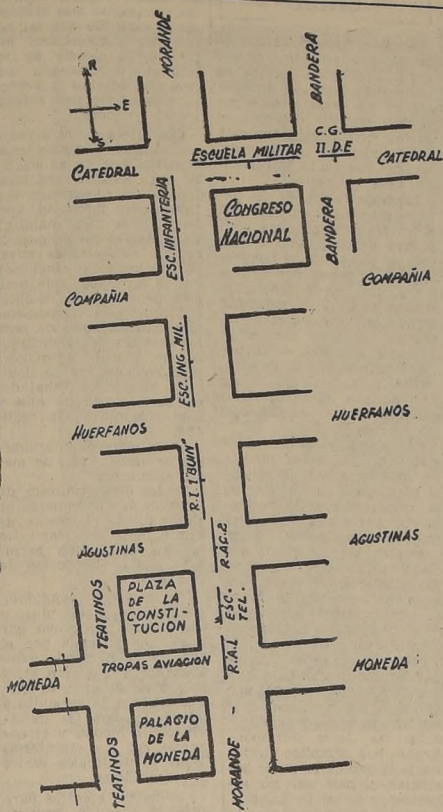 MORANDE
BANDERA
E
C.G.
II.D.E
ESCUELA MILITAR
CATEDRAL
CATEDRAL
ESC. INFANTERIA
CONGRESO
NACIONAL
BANDERA
COMPAÑIA
COMPAÑIA
ESC. ING. MIL.
HUERFANOS
HUERFANOS
R.I. 1 "BUIN"
R.AC.2
AGUSTINAS
AGUSTINAS
TEATINOS
PLAZA
DE LA
CONSTI-
TUCION
ESC.
TEL.
TROPAS AVIACION
R.A.L
MONEDA
MONEDA
PALACIO
DE LA
MONEDA
TEATINOS
MORANDE